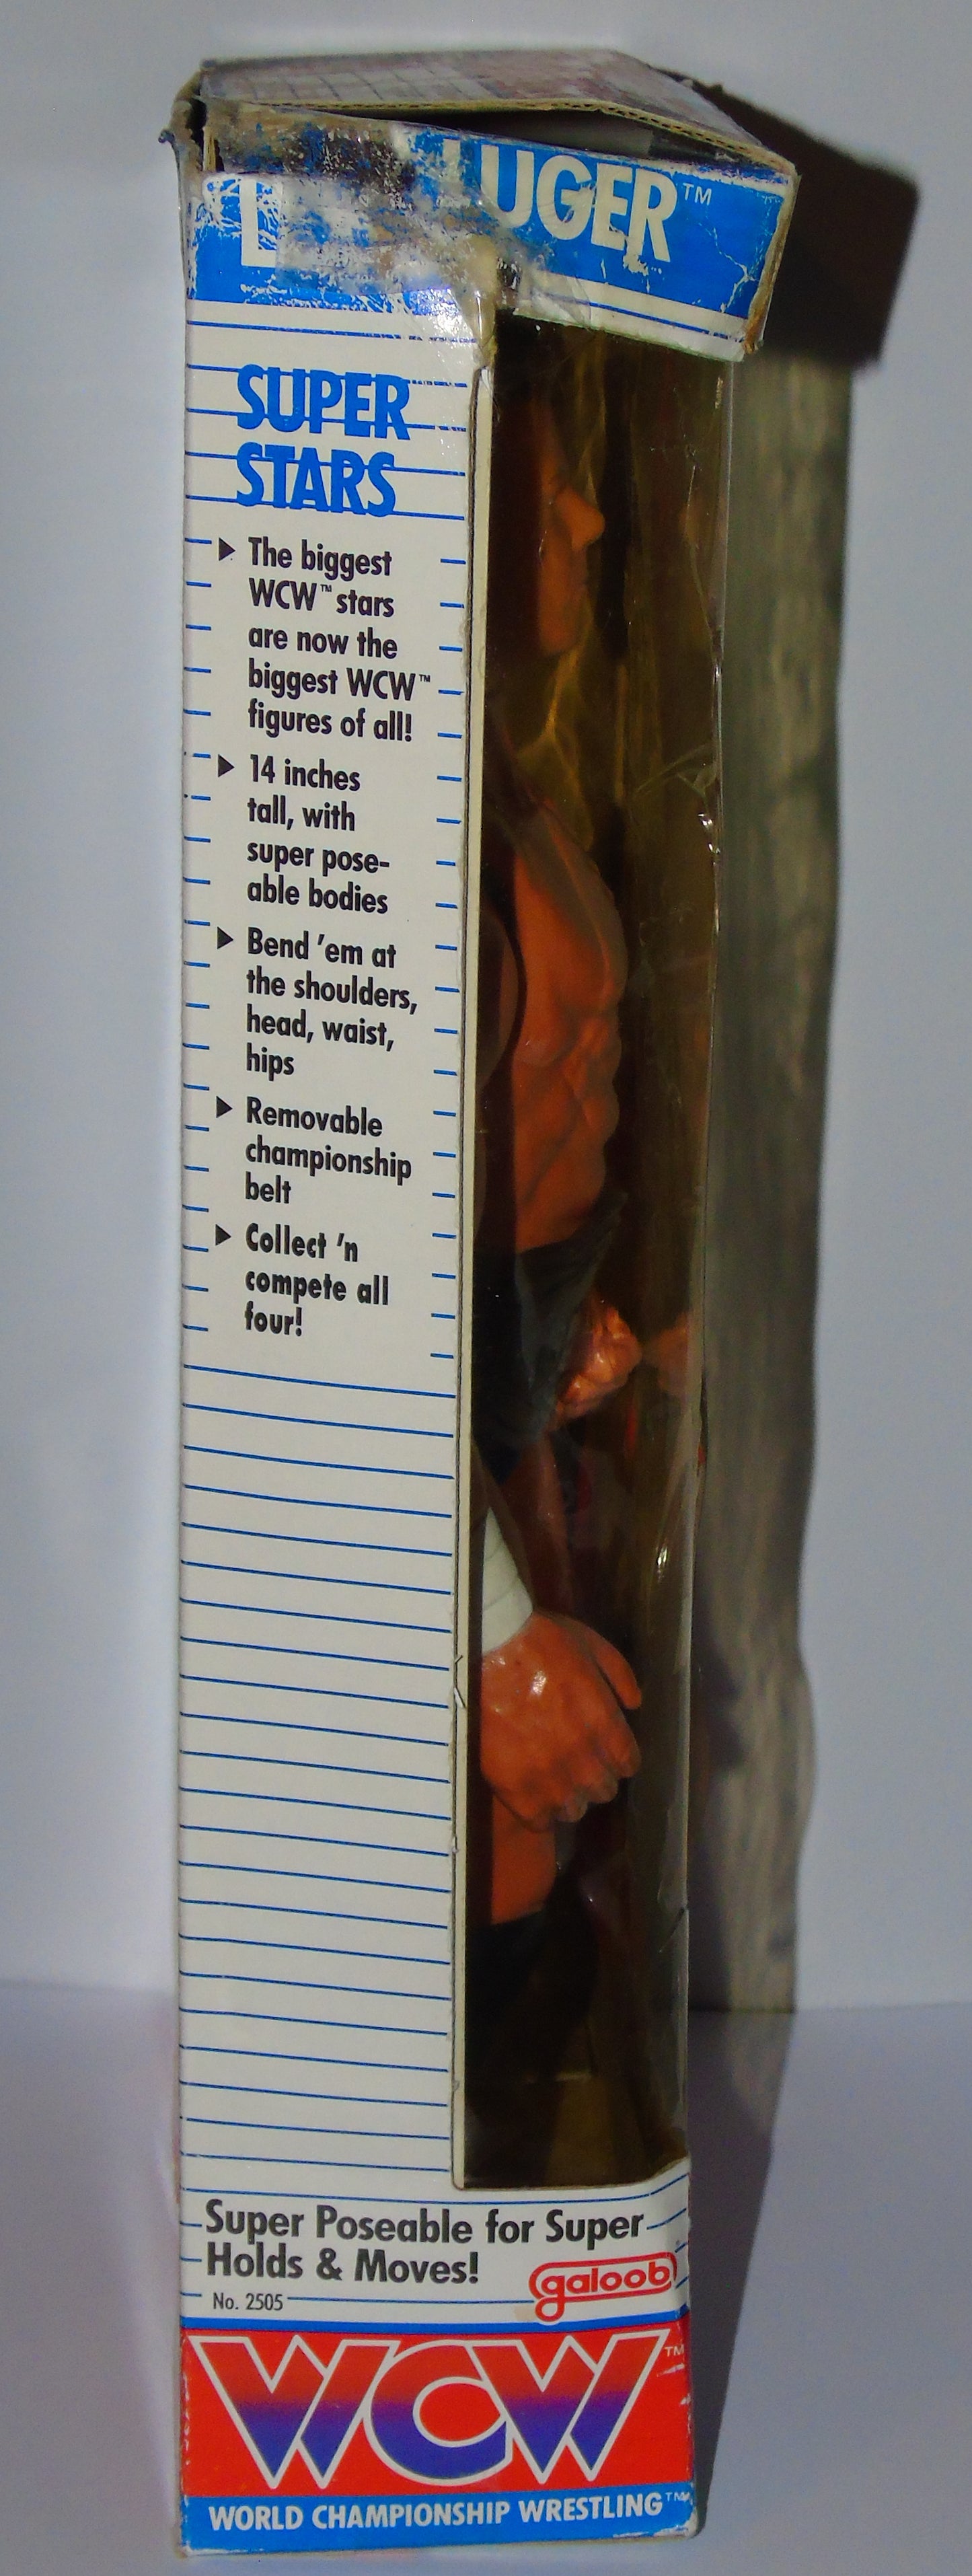 L UGER™
SUPER
STARS
▶ The biggest
WCW™ stars
are now the
biggest WCW™
figures of all!
▶ 14 inches
tall, with
super pose-
able bodies
▶ Bend 'em at
the shoulders,
head, waist,
hips
▶ Removable
championship
belt
▶ Collect 'n
compete all
four!
Super Poseable for Super
Holds & Moves!
galoob
No. 2505
WCW™
WORLD CHAMPIONSHIP WRESTLING™